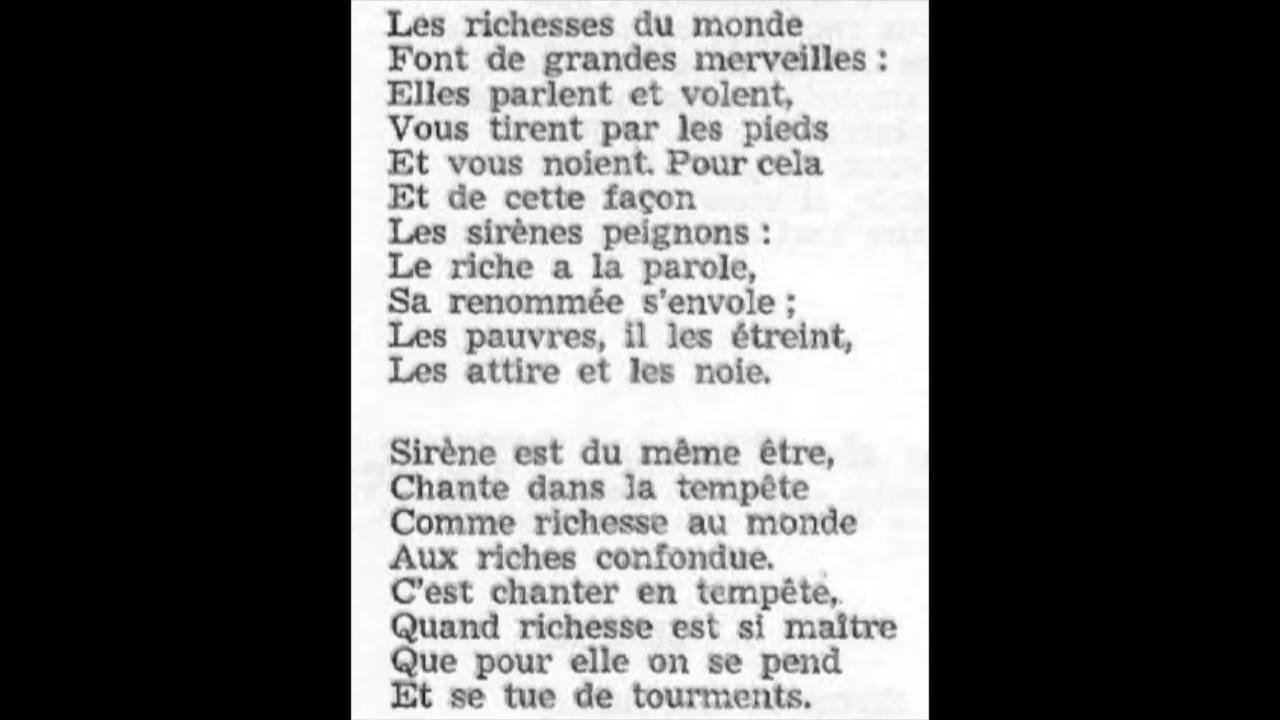 Les richesses du monde
Font de grandes merveilles :
Elles parlent et volent,
Vous tirent par les pieds
Et vous noient. Pour cela
Et de cette façon
Les sirènes peignons :
Le riche a la parole,
Sa renommée s'envole ;
Les pauvres, il les étreint,
Les attire et les noie.
Sirène est du même être,
Chante dans la tempête
Comme richesse au monde
Aux riches confondue.
C'est chanter en tempête,
Quand richesse est si maître
Que pour elle on se pend
Et se tue de tourments.